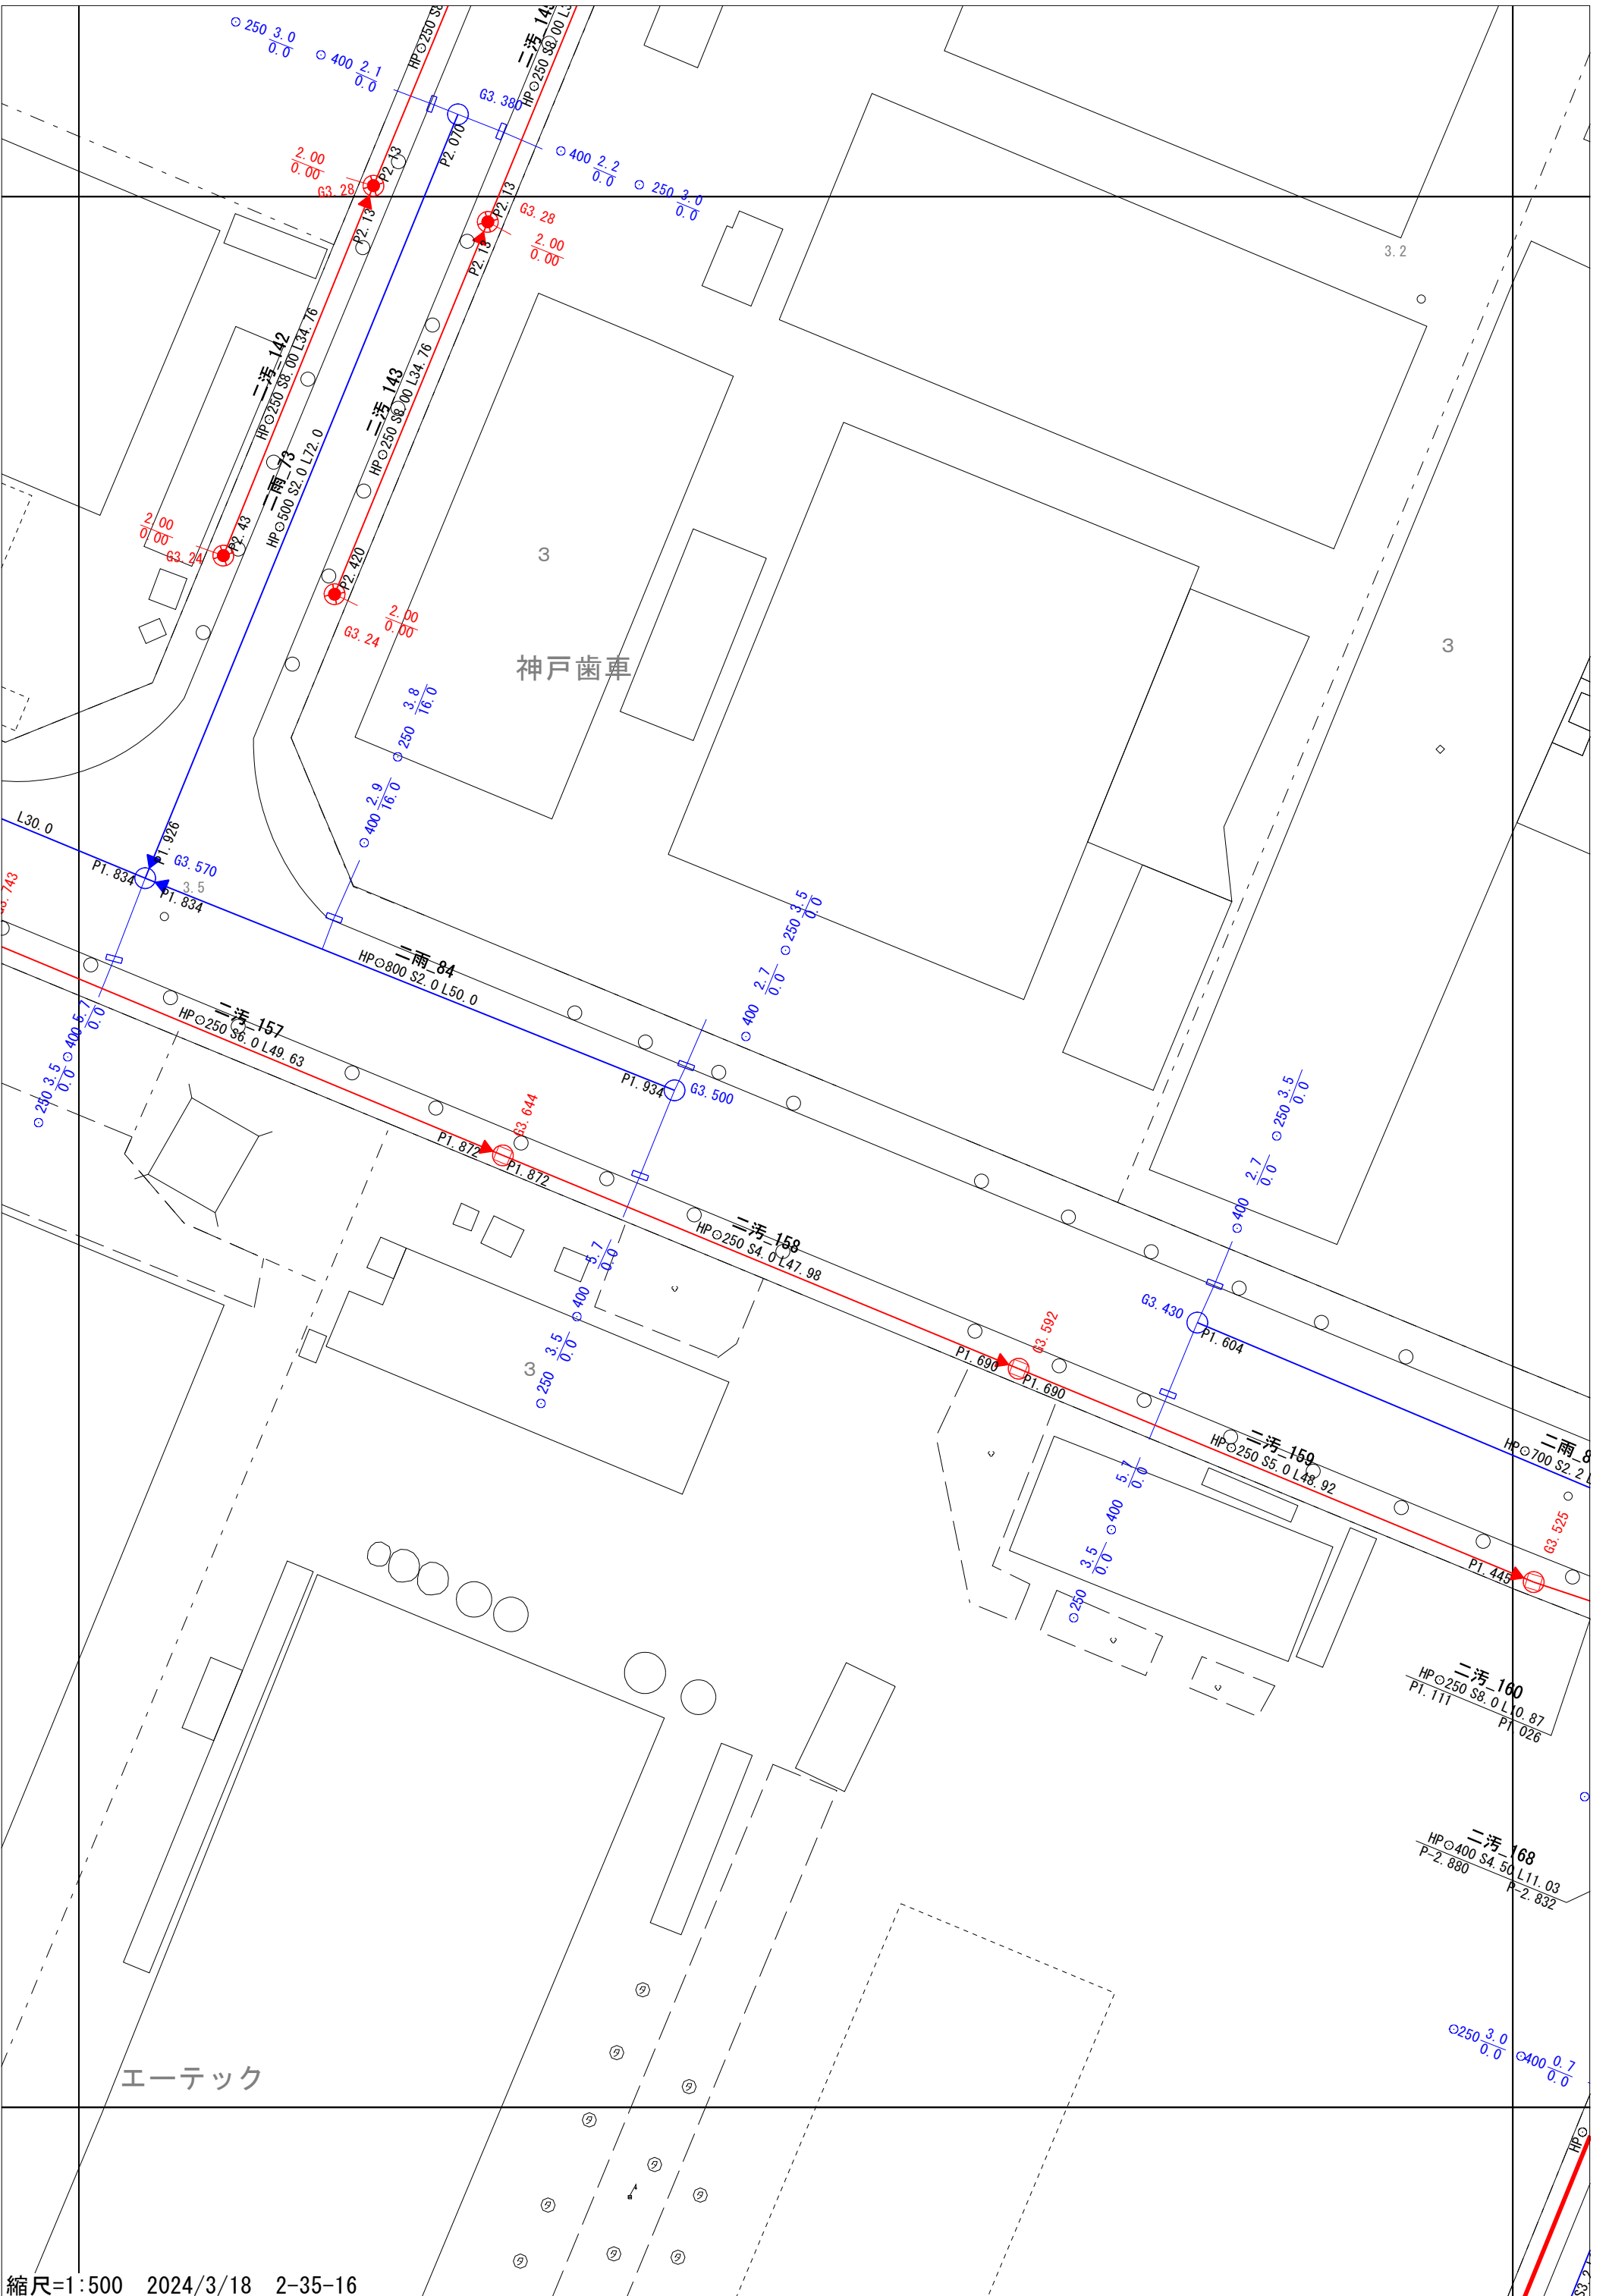 ⊙ 250 3.0
0.0
⊙ 400 2.1
0.0
HP⊙250 S8
二汚_145
HP⊙250 S8.00 L3
G3.380
P2.070
⊙ 400 2.2
0.0
⊙ 250 3.0
0.0
2.00
0.00
G3.28
P2.13
P2.13
P2.13
G3.28
2.00
0.00
P2.13
3.2
二汚_142
HP⊙250 S8.00 L34.76
二汚_143
HP⊙250 S8.00 L34.76
二雨_73
HP⊙500 S2.0 L72.0
2.00
0.00
G3.24
P2.43
P2.420
2.00
0.00
G3.24
3
神戸歯車
3
⊙ 250 3.8
16.0
⊙ 400 2.9
16.0
L30.0
P1.926
G3.570
P1.834
3.5
P1.834
G3.743
⊙ 250 3.5
0.0
⊙ 400 2.7
0.0
二雨_84
HP⊙800 S2.0 L50.0
⊙ 400 5.7
0.0
⊙ 250 3.5
0.0
二汚_157
HP⊙250 S6.0 L49.63
P1.934
G3.500
G3.644
P1.872
P1.872
⊙ 250 3.5
0.0
⊙ 400 2.7
0.0
二汚_158
HP⊙250 S4.0 L47.98
⊙ 400 5.7
0.0
⊙ 250 3.5
0.0
3
G3.430
P1.604
G3.592
P1.690
P1.690
二汚_159
HP⊙250 S5.0 L48.92
二雨_8
HP⊙700 S2.2 L
⊙ 400 5.7
0.0
⊙ 250 3.5
0.0
G3.525
P1.445
二汚_160
HP⊙250 S8.0 L10.87
P1.111
P1.026
二汚_168
HP⊙400 S4.50 L11.03
P-2.880
P-2.832
⊙250 3.0
0.0
⊙400 0.7
0.0
エーテック
HP⊙
S3.2
縮尺=1:500 2024/3/18 2-35-16